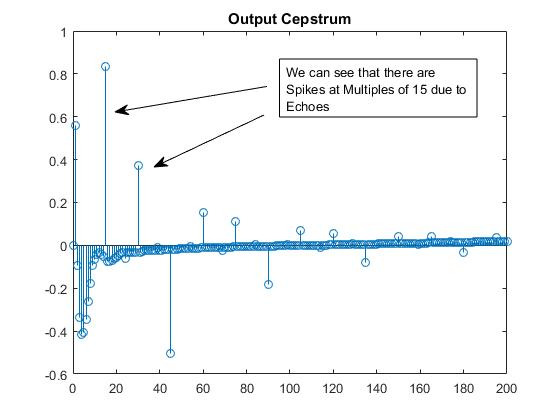 Output Cepstrum
We can see that there are
Spikes at Multiples of 15 due to
Echoes
1
0.8
0.6
0.4
0.2
0
-0.2
-0.4
-0.6
0 20 40 60 80 100 120 140 160 180 200